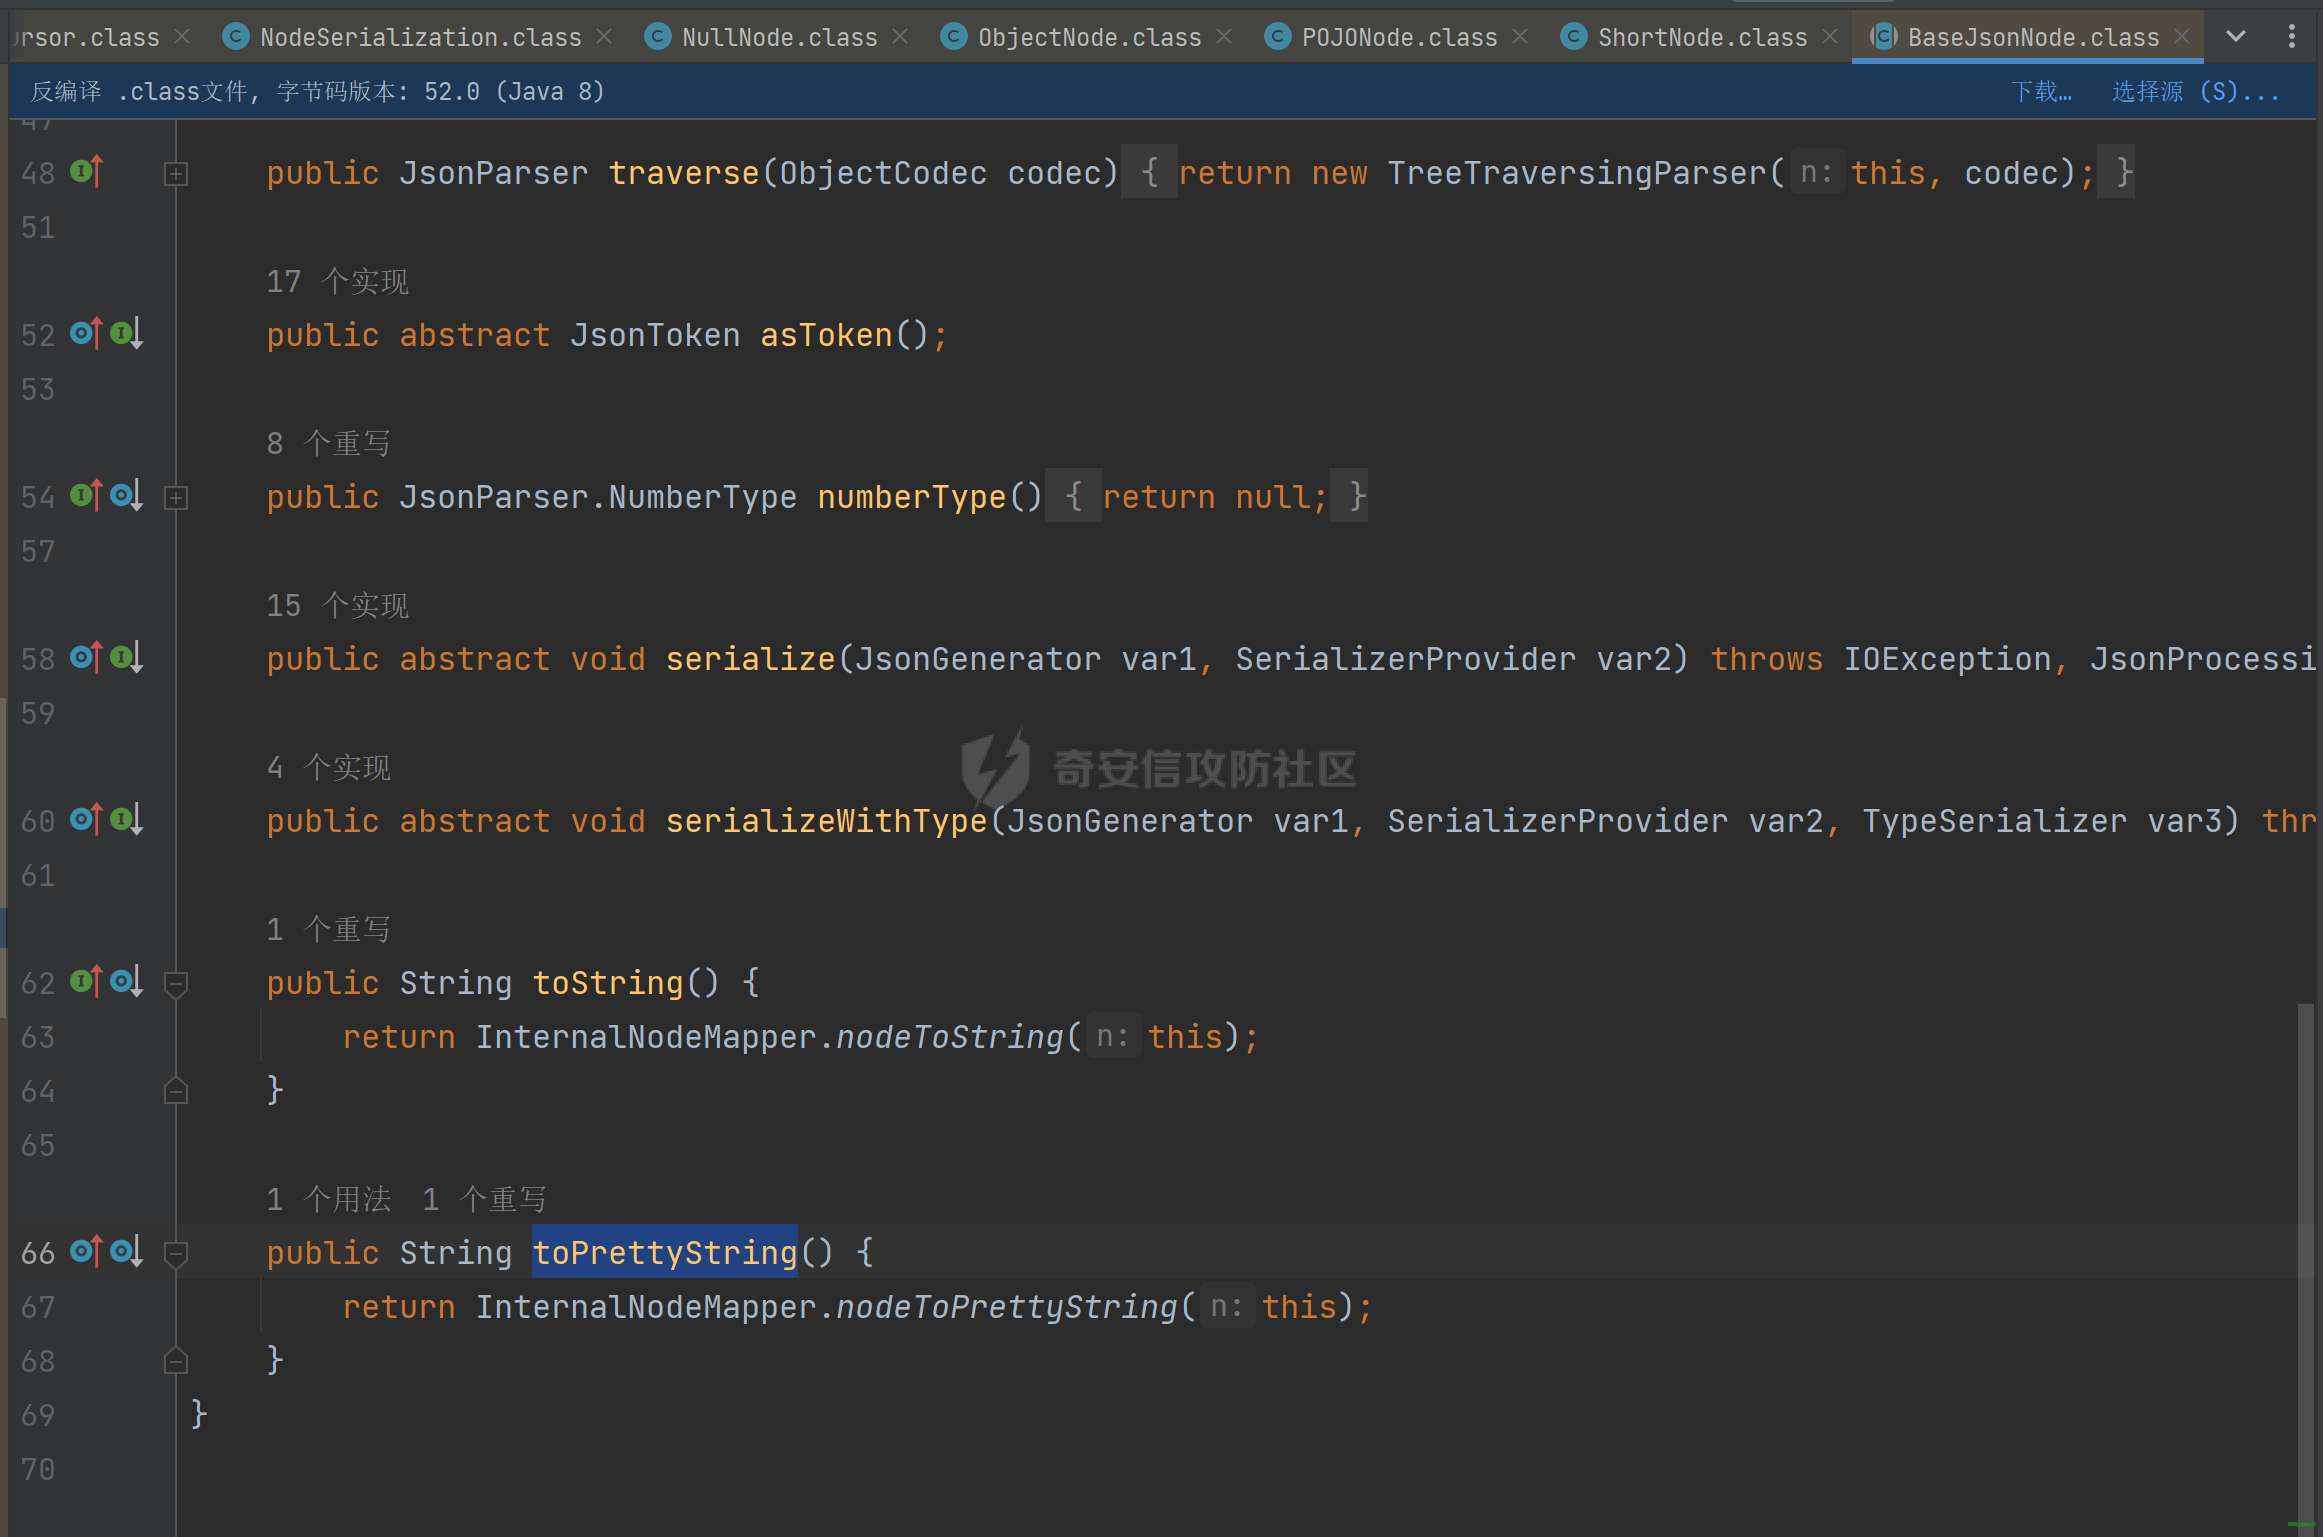 rsor.class NodeSerialization.class NullNode.class ObjectNode.class POJONode.class ShortNode.class BaseJsonNode.class
反编译 .class文件, 字节码版本: 52.0 (Java 8) 下载… 选择源 (S)...
47
48 public JsonParser traverse(ObjectCodec codec) { return new TreeTraversingParser( n: this, codec); }
51
17 个实现
52 public abstract JsonToken asToken();
53
8 个重写
54 public JsonParser.NumberType numberType() { return null; }
57
15 个实现
58 public abstract void serialize(JsonGenerator var1, SerializerProvider var2) throws IOException, JsonProcessi
59
奇安信攻防社区
4 个实现
60 public abstract void serializeWithType(JsonGenerator var1, SerializerProvider var2, TypeSerializer var3) thr
61
1 个重写
62 public String toString() {
63 return InternalNodeMapper.nodeToString( n: this);
64 }
65
1 个用法 1 个重写
66 public String toPrettyString() {
67 return InternalNodeMapper.nodeToPrettyString( n: this);
68 }
69 }
70